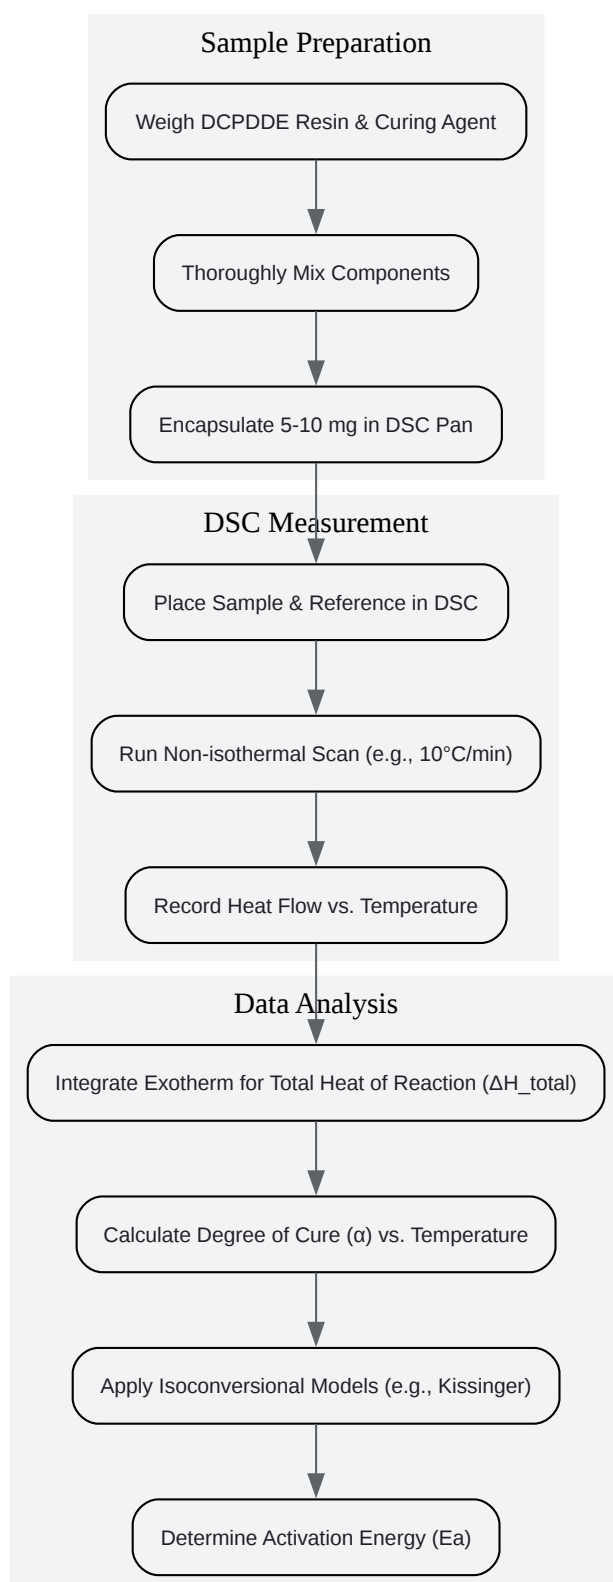 Sample Preparation
Weigh DCPDDE Resin & Curing Agent
Thoroughly Mix Components
Encapsulate 5-10 mg in DSC Pan
DSC Measurement
Place Sample & Reference in DSC
Run Non-isothermal Scan (e.g., 10°C/min)
Record Heat Flow vs. Temperature
Data Analysis
Integrate Exotherm for Total Heat of Reaction (ΔH_total)
Calculate Degree of Cure (α) vs. Temperature
Apply Isoconversional Models (e.g., Kissinger)
Determine Activation Energy (Ea)